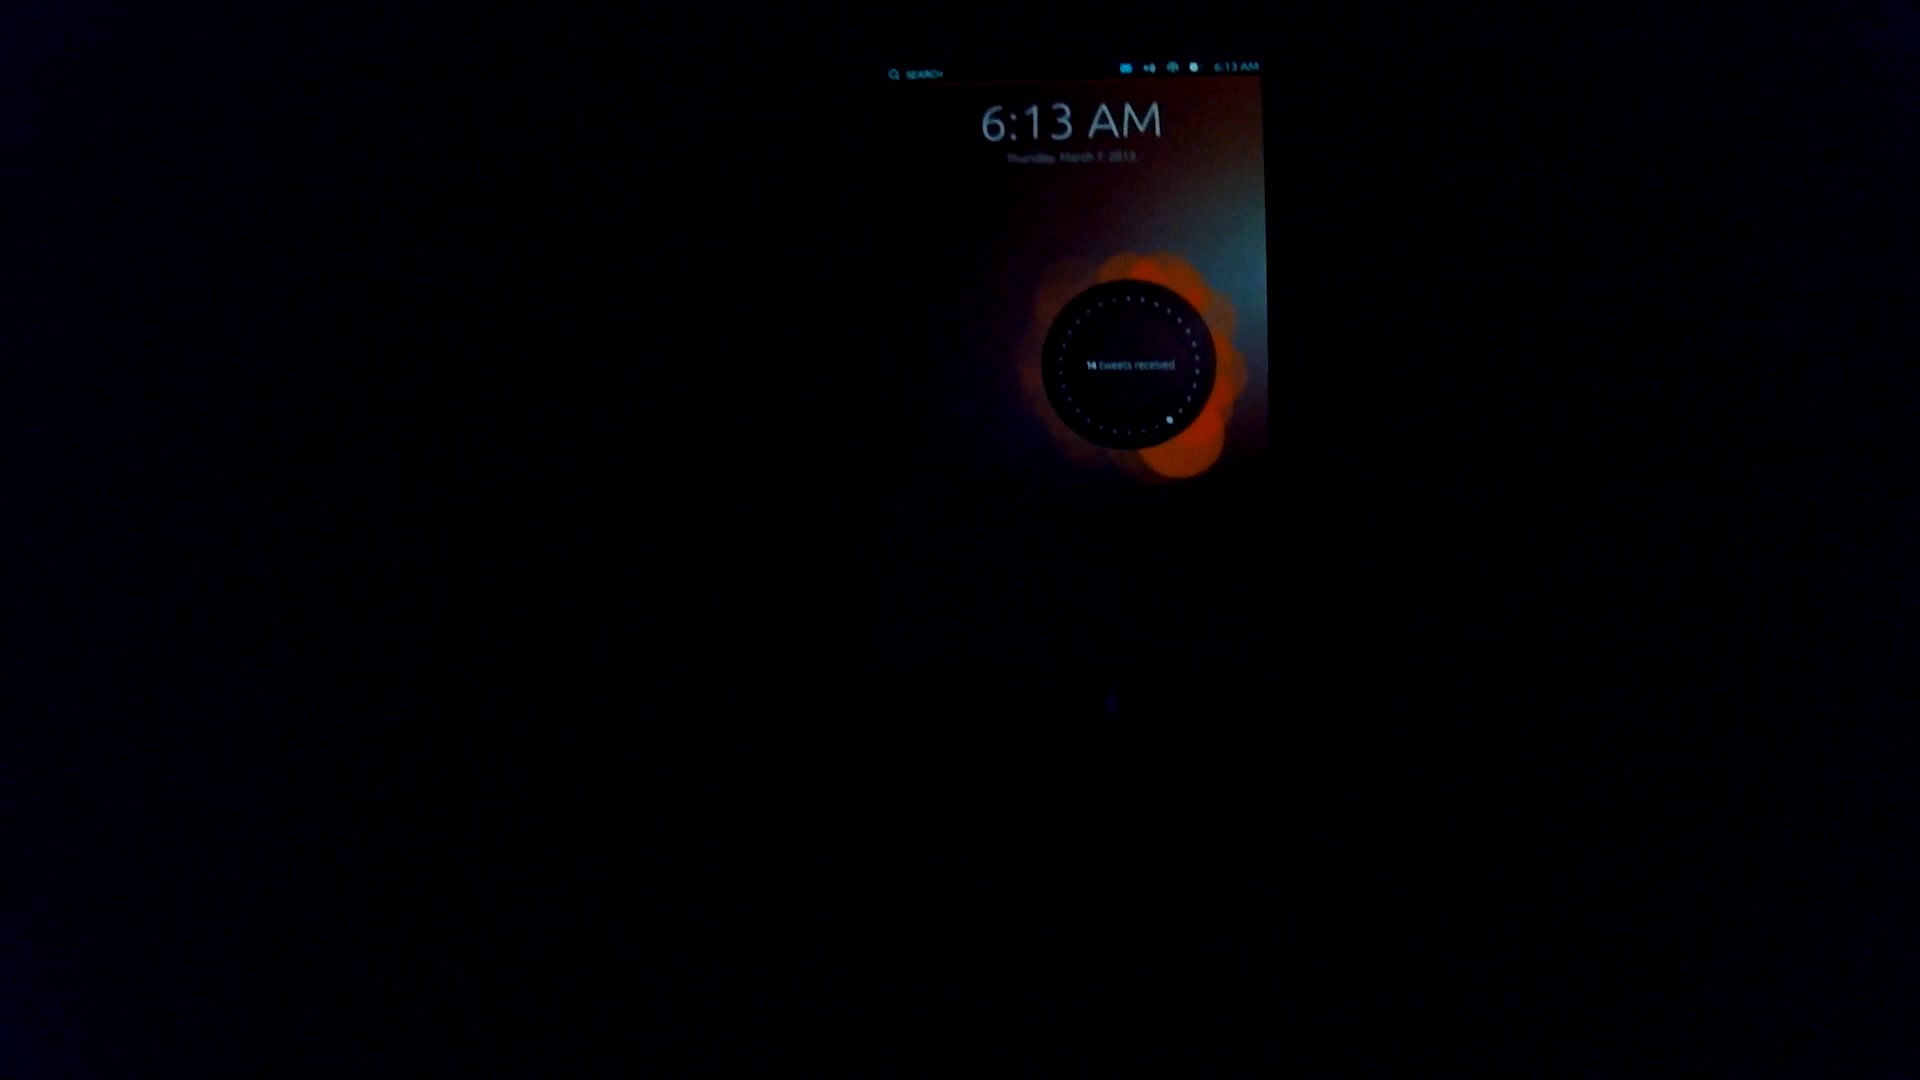 SEARCH 6:13 AM
6:13 AM
Thursday, March 7, 2013
14 tweets received